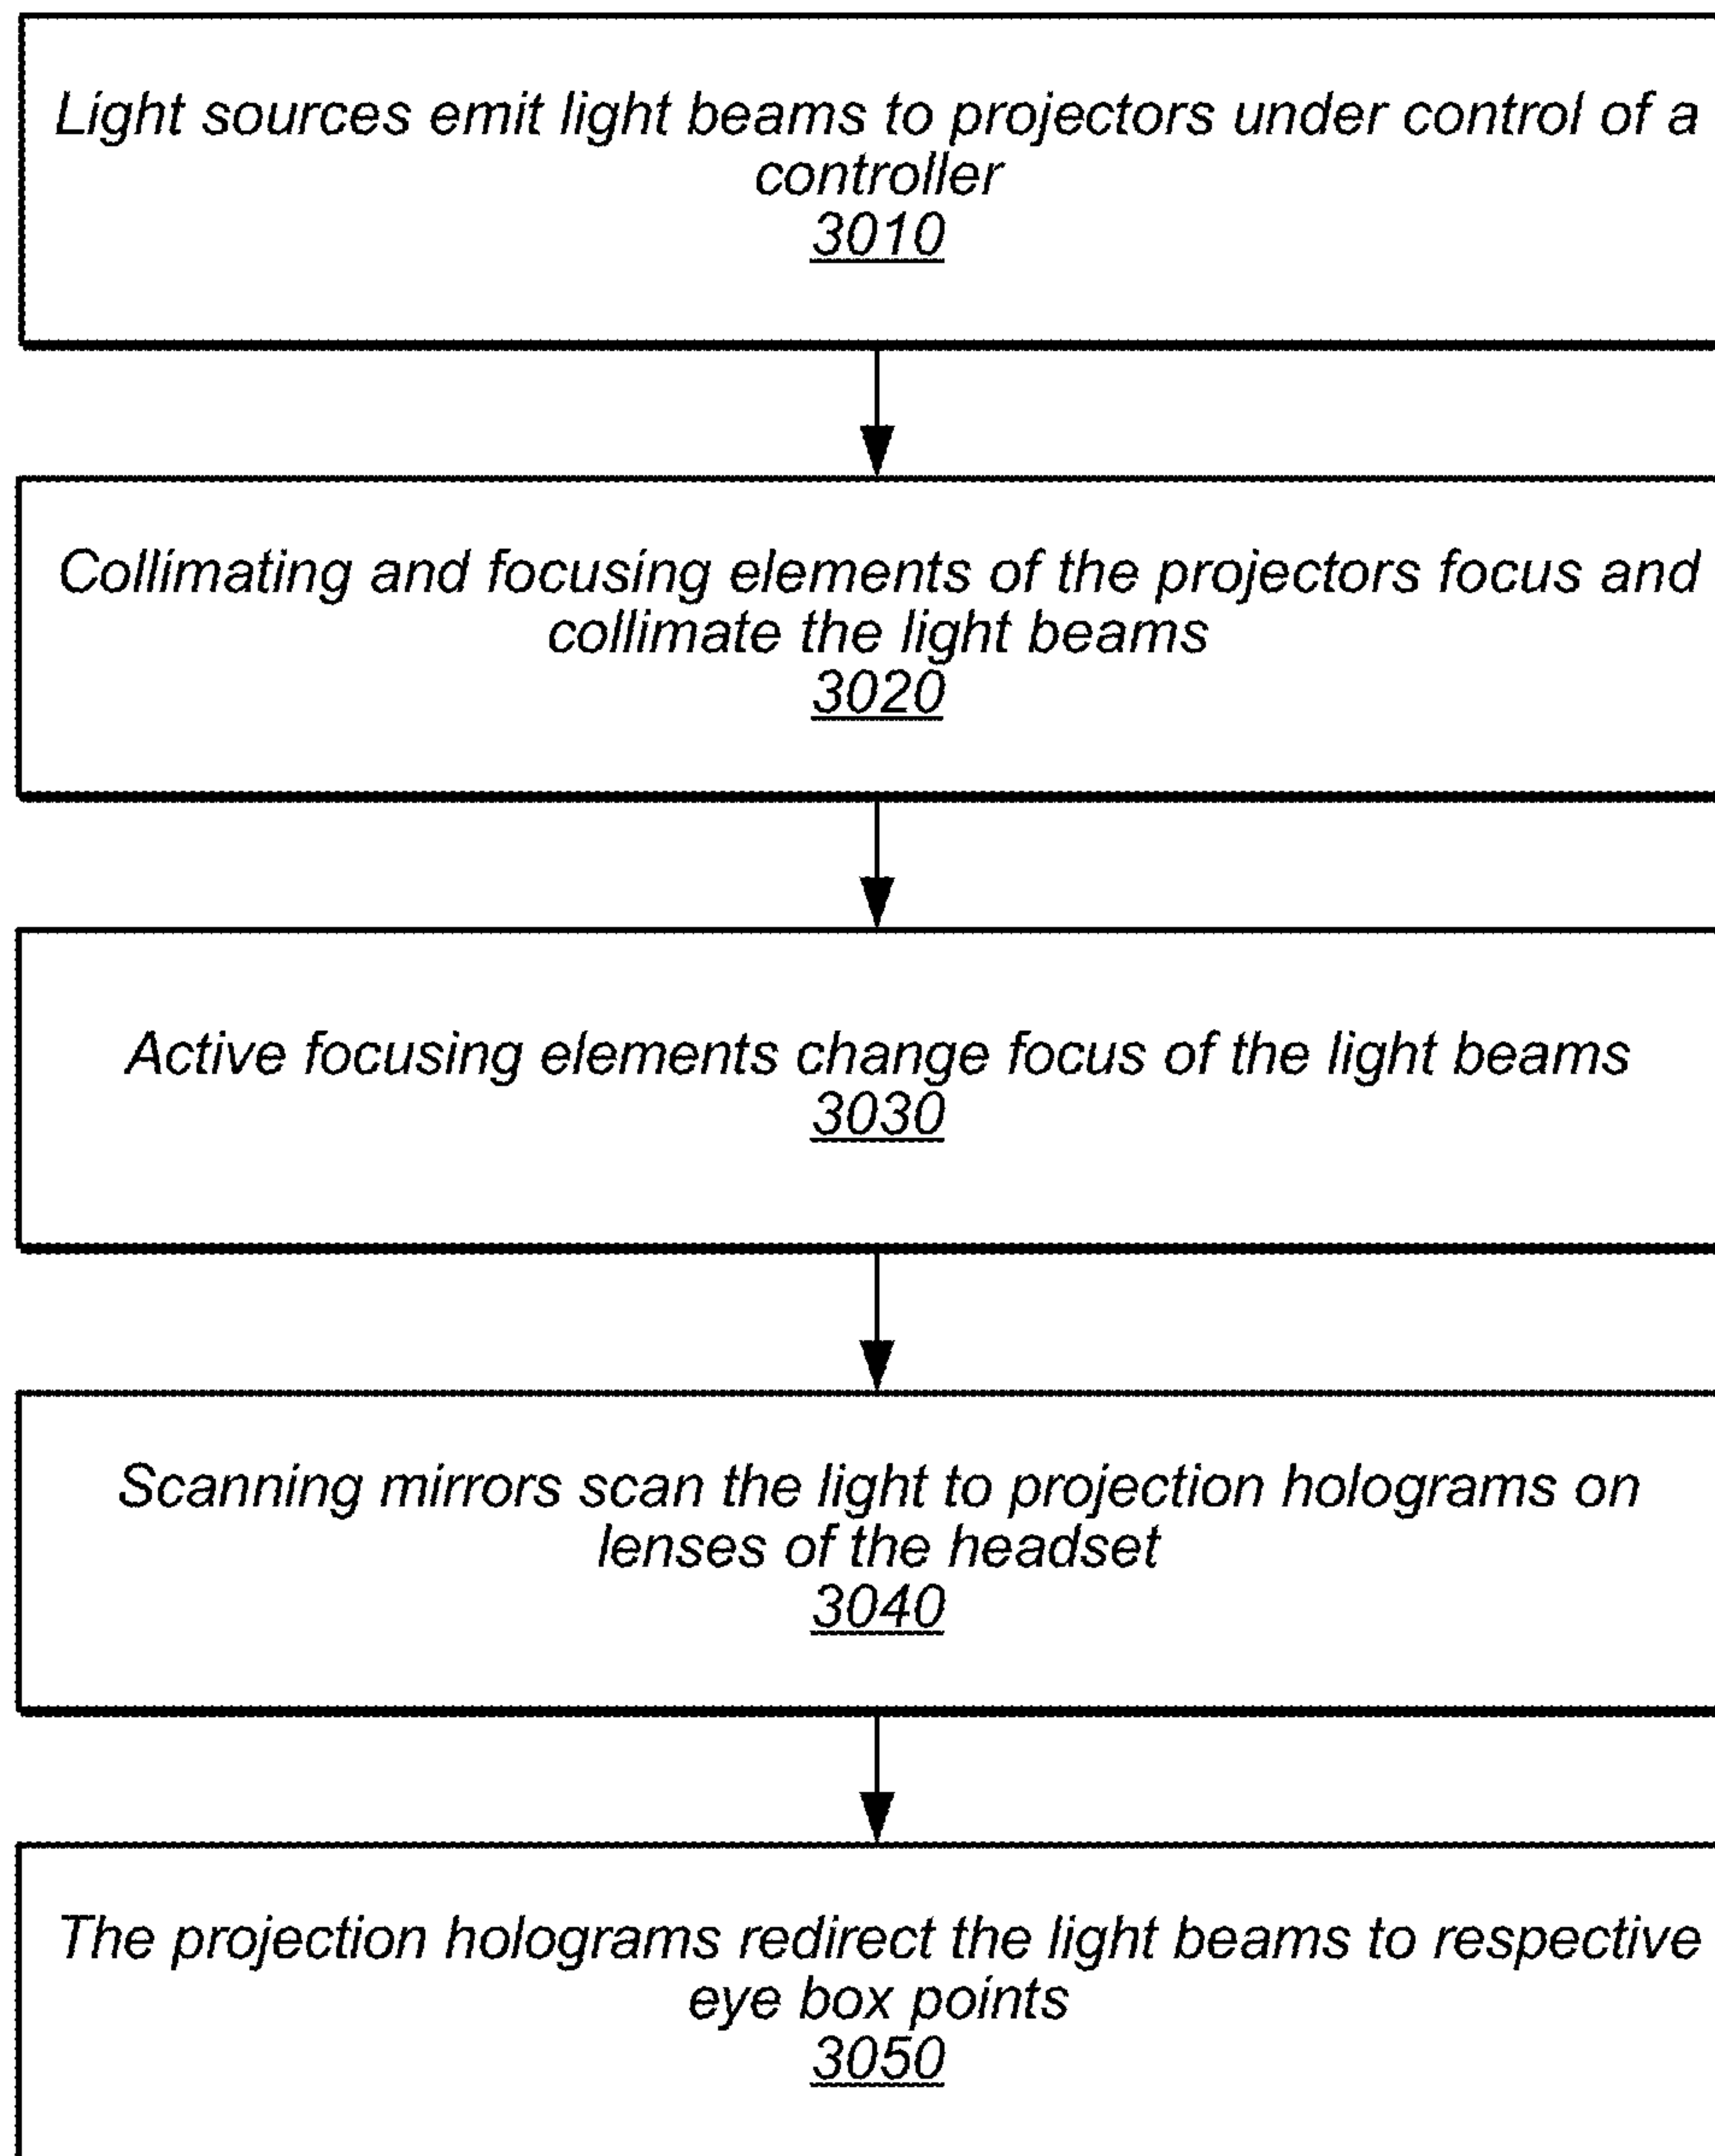 Light sources emit light beams to projectors under control of a
controller
3010
Collimating and focusing elements of the projectors focus and
collimate the light beams
3020
Active focusing elements change focus of the light beams
3030
Scanning mirrors scan the light to projection holograms on
lenses of the headset
3040
The projection holograms redirect the light beams to respective
eye box points
3050